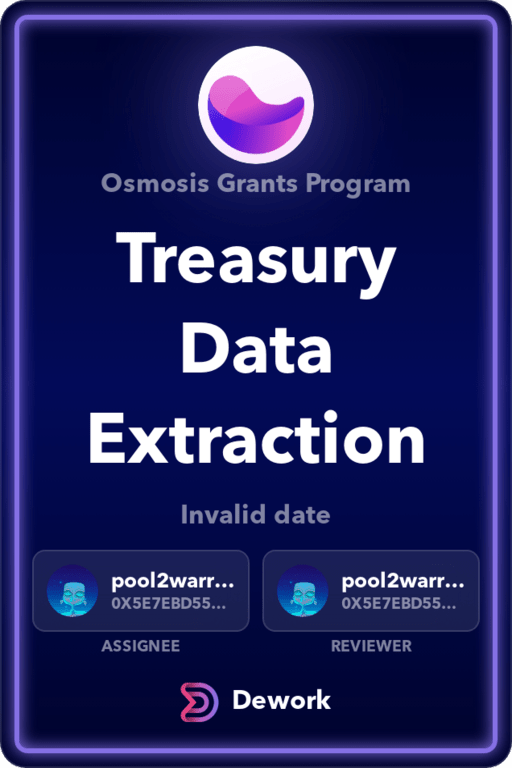 Osmosis Grants Program
Treasury
Data
Extraction
Invalid date
pool2warr...
0X5E7EBD55...
ASSIGNEE
pool2warr...
0X5E7EBD55...
REVIEWER
Dework